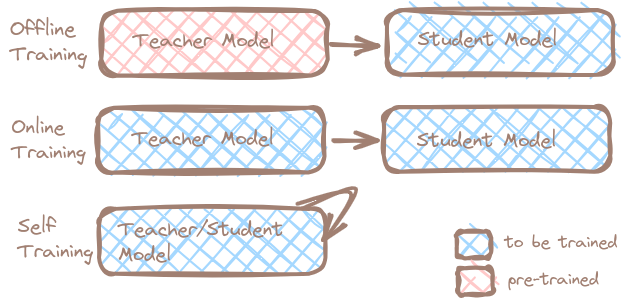 Offline
Training
Teacher Model
Student Model
Online
Training
Teacher Model
Student Model
Self
Training
Teacher/Student
Model
to be trained
pre-trained